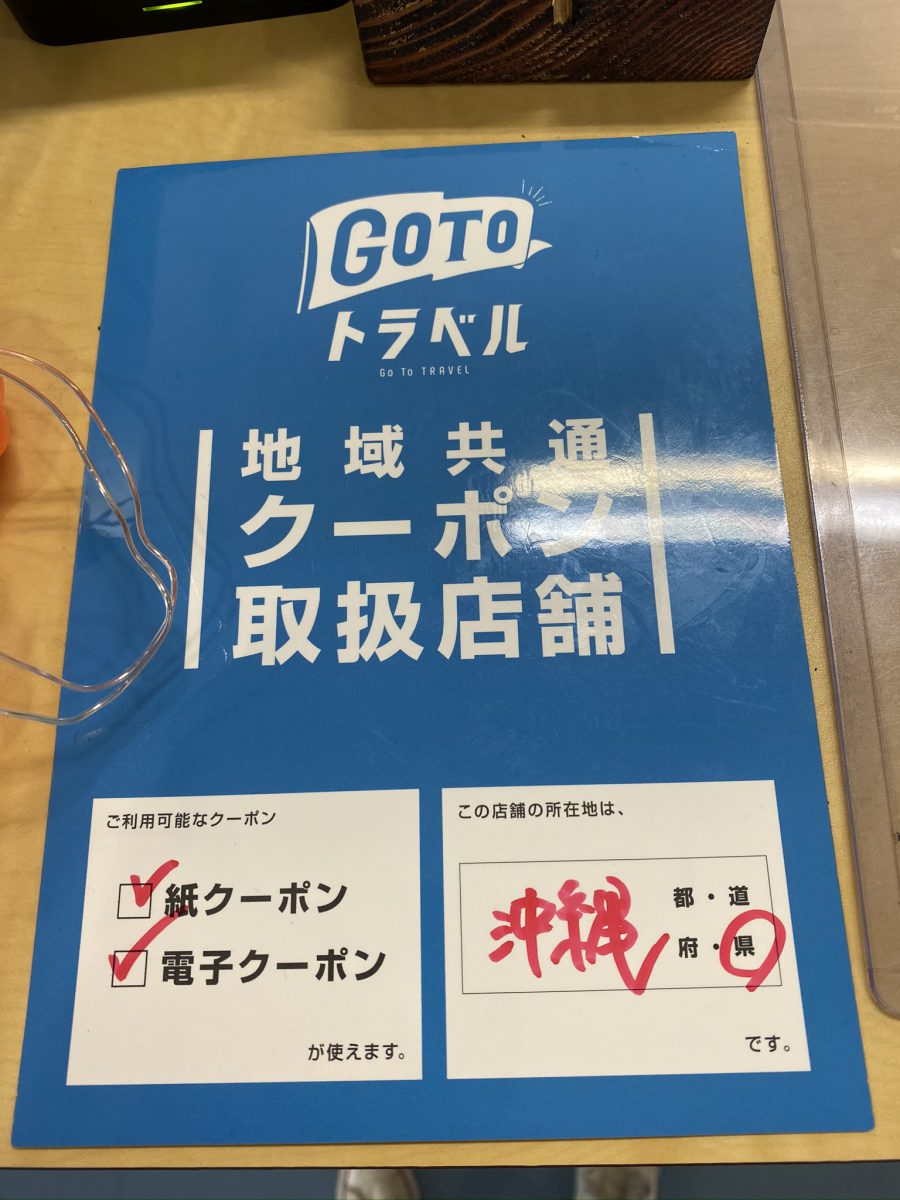 GOTO
トラベル
Go To TRAVEL
地域共通
クーポン
取扱店舗
ご利用可能なクーポン
紙クーポン
電子クーポン
が使えます。
この店舗の所在地は、
沖縄 都・道
府・県
です。